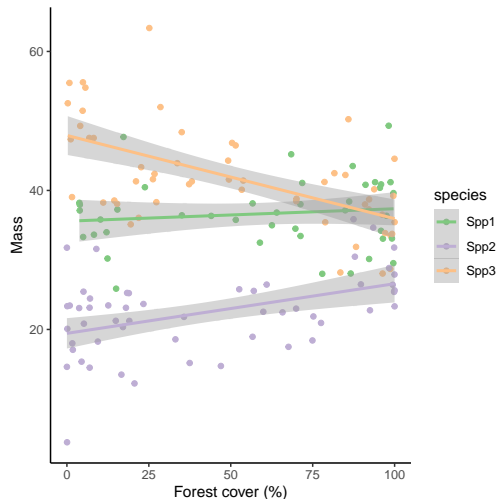 60
40
20
Mass
0
25
50
75
100
Forest cover (%)
species
Spp1
Spp2
Spp3